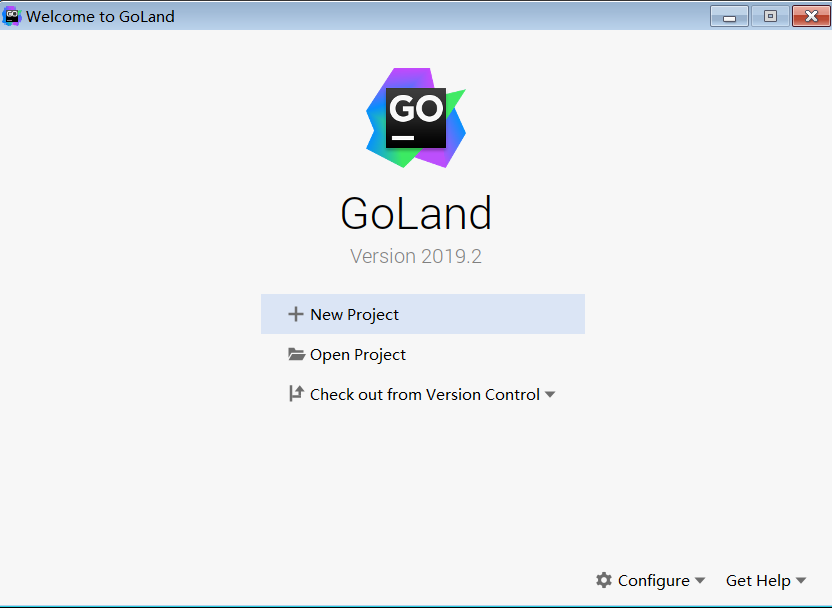 Welcome to GoLand
GO
GoLand
Version 2019.2
New Project
Open Project
Check out from Version Control
Configure
Get Help